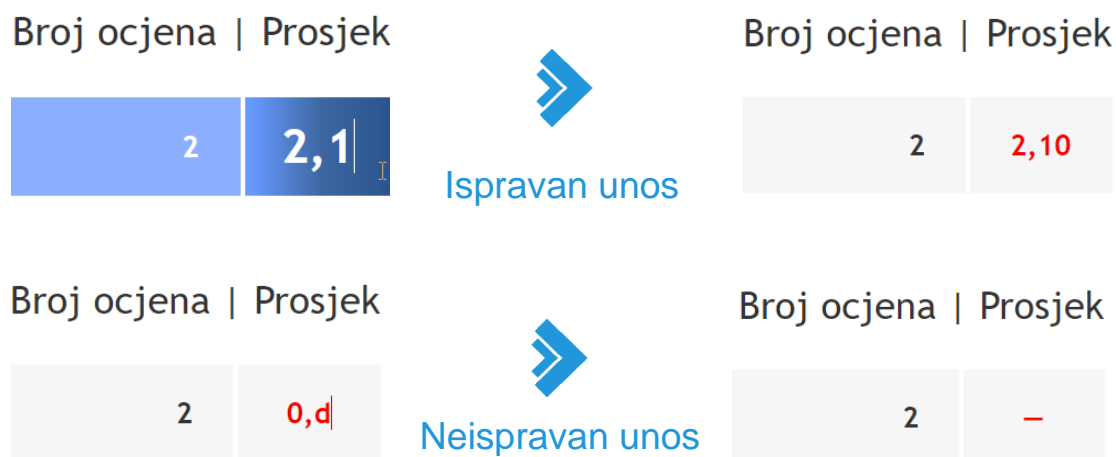 Broj ocjena | Prosjek
2 2,1
Ispravan unos
Broj ocjena | Prosjek
2 2,10
Broj ocjena | Prosjek
2 0,d
Neispravan unos
Broj ocjena | Prosjek
2 —